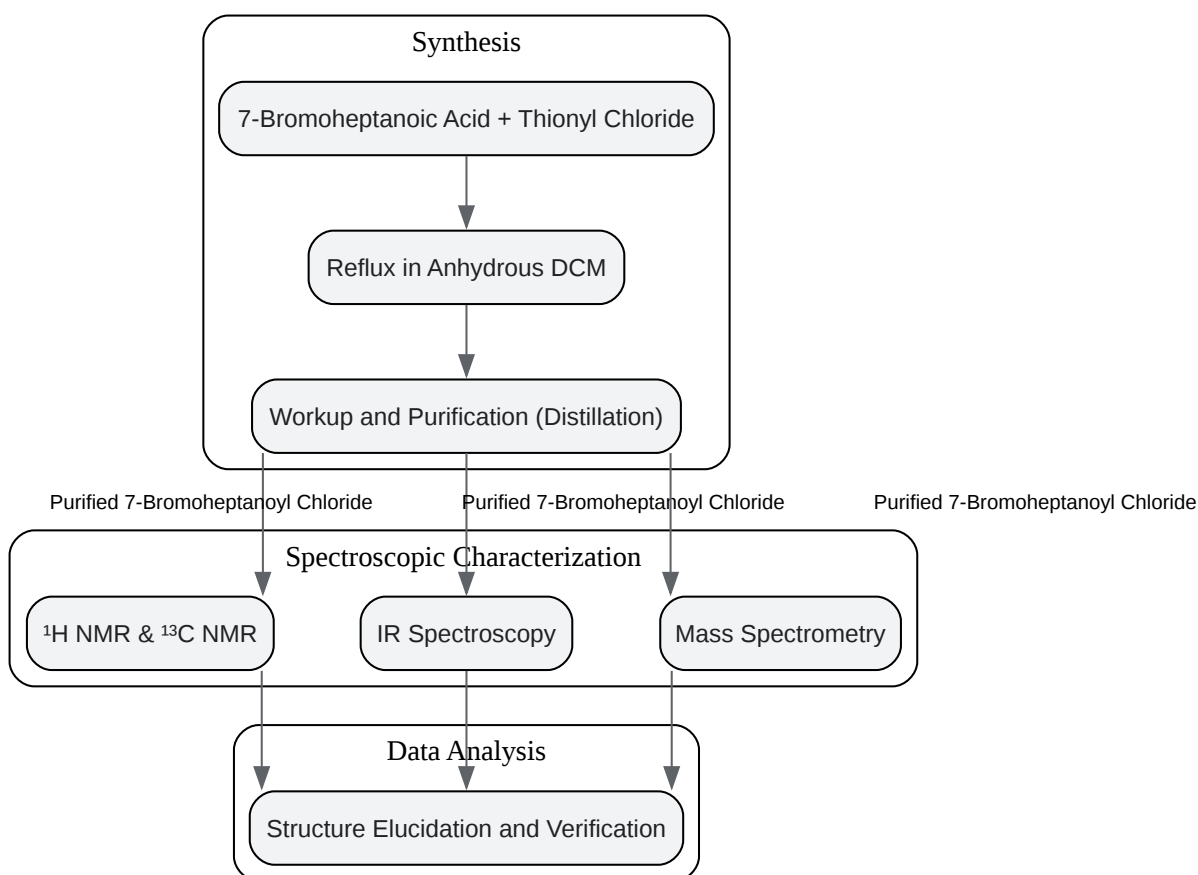 Synthesis
7-Bromoheptanoic Acid + Thionyl Chloride
Reflux in Anhydrous DCM
Workup and Purification (Distillation)
Purified 7-Bromoheptanoyl Chloride
Purified 7-Bromoheptanoyl Chloride
Purified 7-Bromoheptanoyl Chloride
Spectroscopic Characterization
¹H NMR & ¹³C NMR
IR Spectroscopy
Mass Spectrometry
Data Analysis
Structure Elucidation and Verification